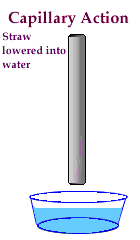 Capillary Action
Straw
lowered into
water